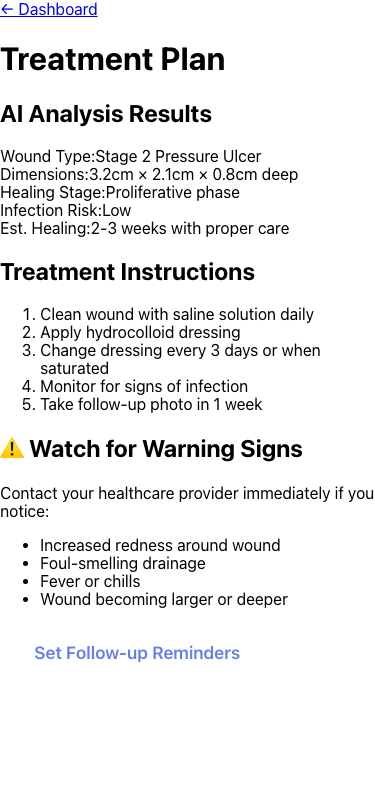 ← Dashboard
Treatment Plan
AI Analysis Results
Wound Type:Stage 2 Pressure Ulcer
Dimensions:3.2cm × 2.1cm × 0.8cm deep
Healing Stage:Proliferative phase
Infection Risk:Low
Est. Healing:2-3 weeks with proper care
Treatment Instructions
1. Clean wound with saline solution daily
2. Apply hydrocolloid dressing
3. Change dressing every 3 days or when
saturated
4. Monitor for signs of infection
5. Take follow-up photo in 1 week
⚠️ Watch for Warning Signs
Contact your healthcare provider immediately if you
notice:
• Increased redness around wound
• Foul-smelling drainage
• Fever or chills
• Wound becoming larger or deeper
Set Follow-up Reminders